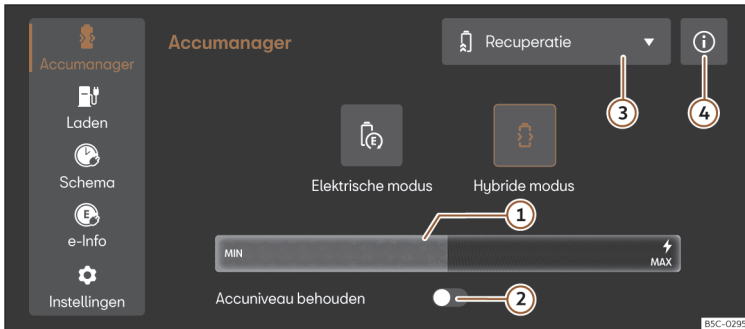 Accumanager
Laden
Schema
E
e-Info
Instellingen
Accumanager
Recuperatie
i
3
4
E
Elektrische modus
Hybride modus
1
MIN
MAX
Accuniveau behouden
2
B5C-0295